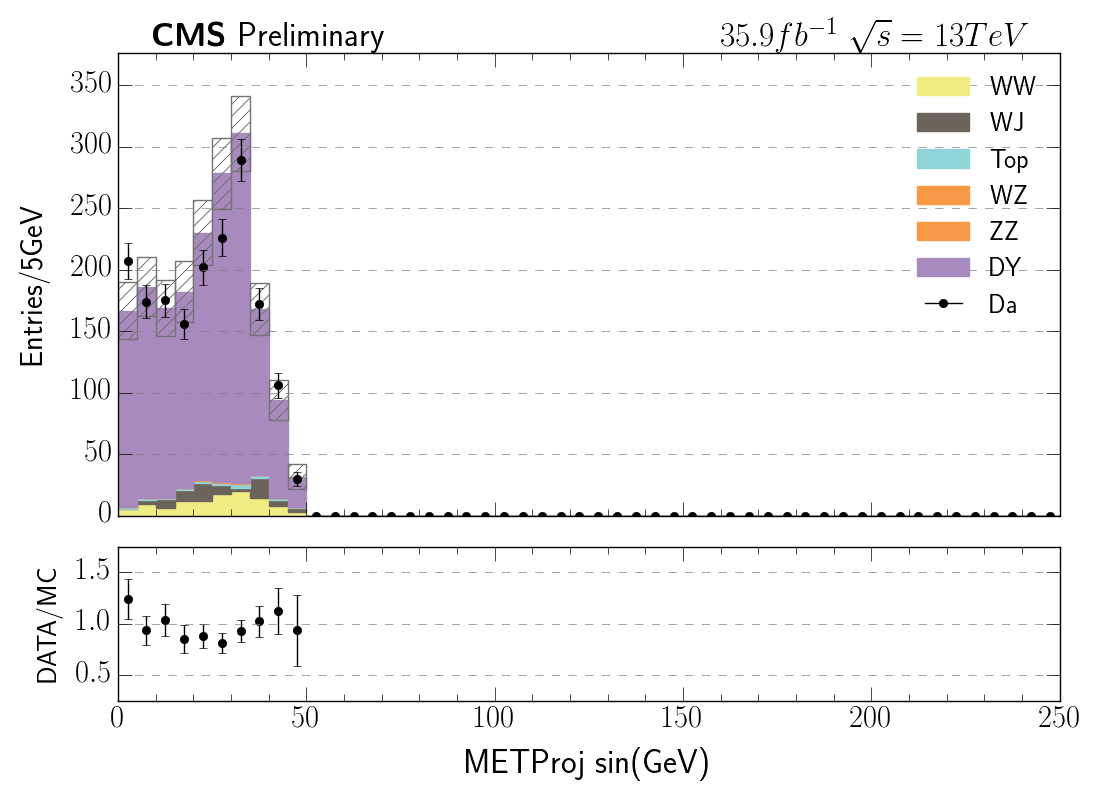 CMS Preliminary
35.9fb⁻¹ √s = 13TeV
Entries/5GeV
350
300
250
200
150
100
50
0
WW
WJ
Top
WZ
ZZ
DY
Da
DATA/MC
1.5
1.0
0.5
0 50 100 150 200 250
METProj sin(GeV)